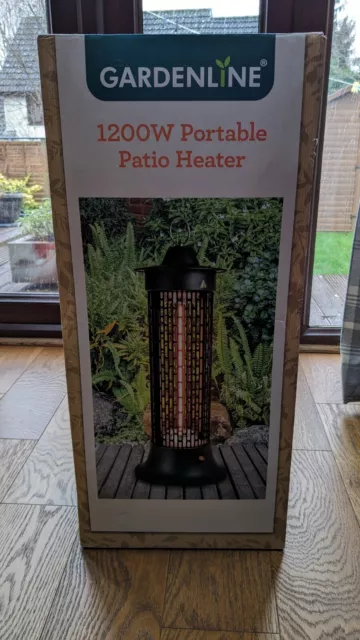 GARDENLINE®
1200W Portable
Patio Heater